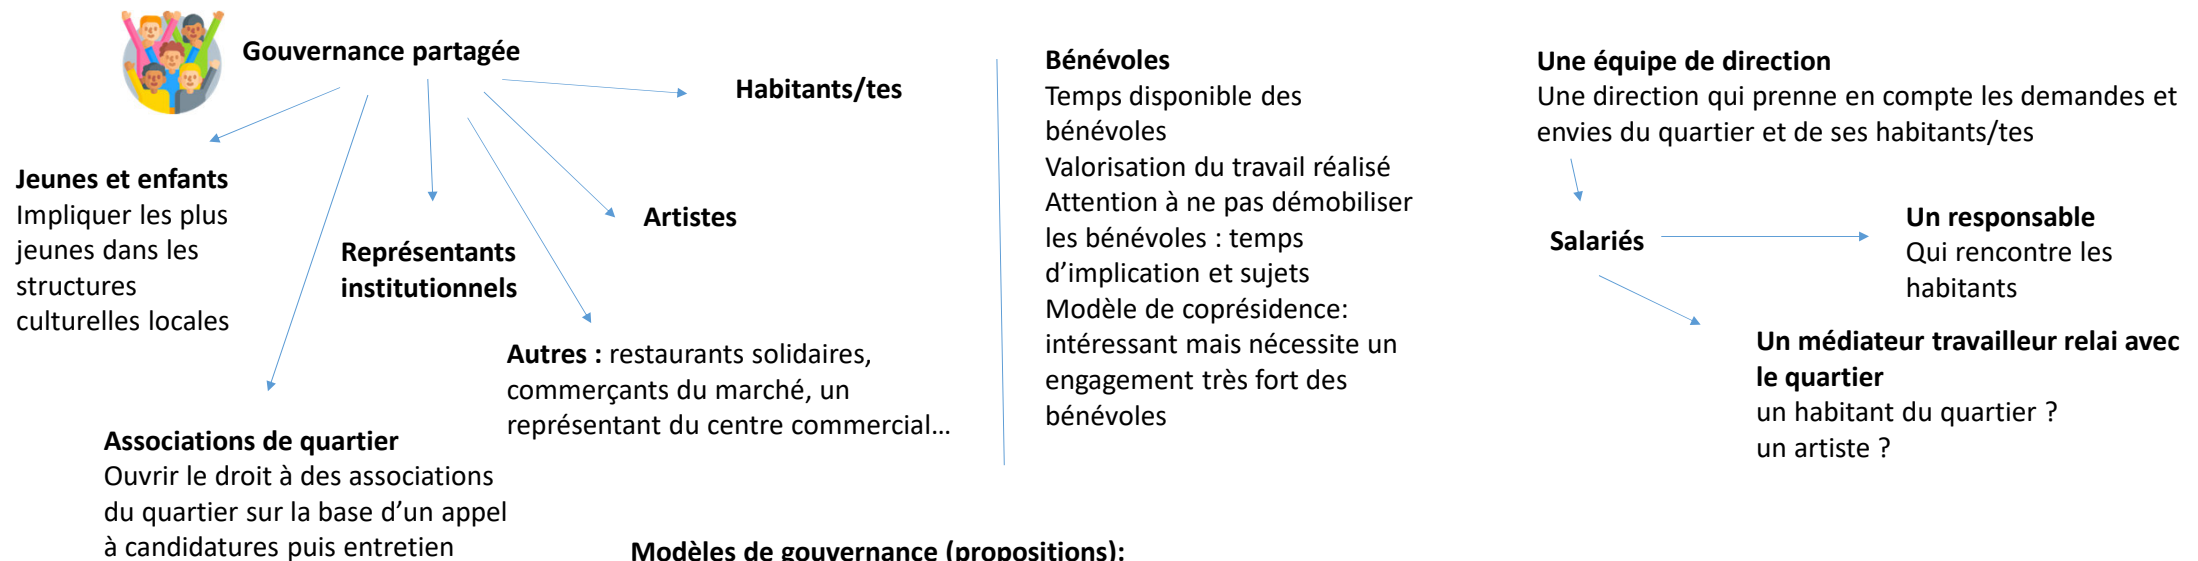 Gouvernance partagée
Habitants/tes
Jeunes et enfants
Impliquer les plus
jeunes dans les
structures
culturelles locales
Représentants
institutionnels
Artistes
Autres : restaurants solidaires,
commerçants du marché, un
représentant du centre commercial…
Associations de quartier
Ouvrir le droit à des associations
du quartier sur la base d’un appel
à candidatures puis entretien
Bénévoles
Temps disponible des
bénévoles
Valorisation du travail réalisé
Attention à ne pas démobiliser
les bénévoles : temps
d’implication et sujets
Modèle de coprésidence:
intéressant mais nécessite un
engagement très fort des
bénévoles
Une équipe de direction
Une direction qui prenne en compte les demandes et
envies du quartier et de ses habitants/tes
Salariés
Un responsable
Qui rencontre les
habitants
Un médiateur travailleur relai avec
le quartier
un habitant du quartier ?
un artiste ?
Modèles de gouvernance (propositions):